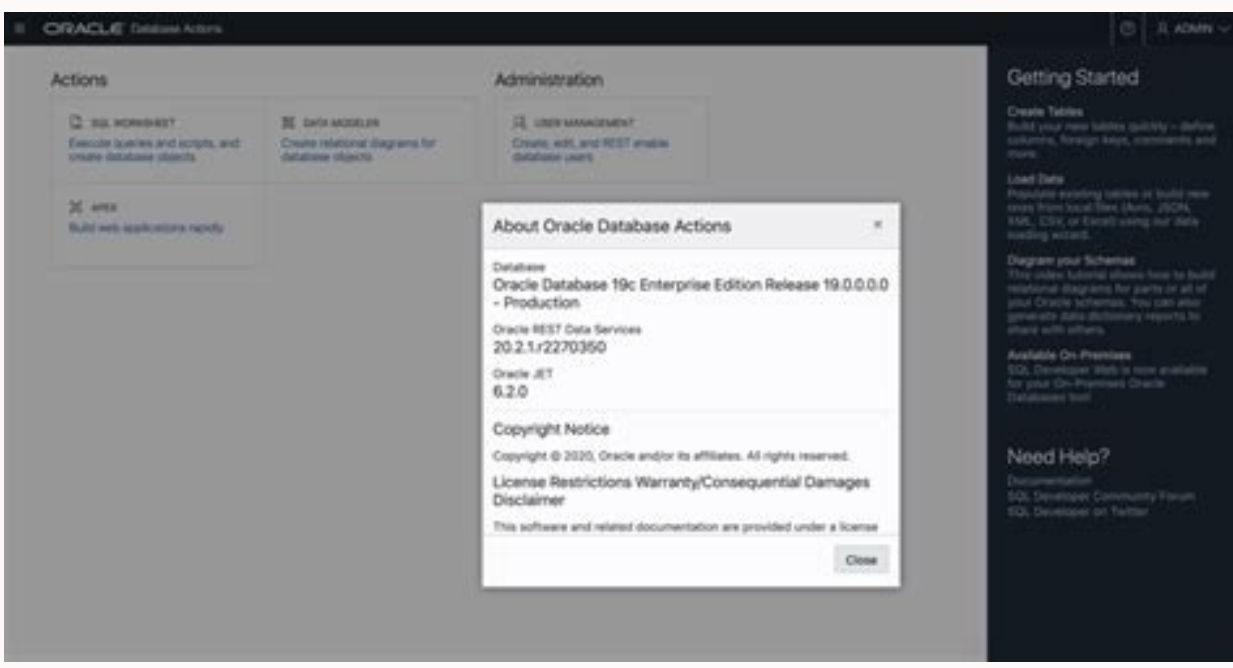 ORACLE Database Actions
ADMIN
Actions
SQL WORKSHEET
Execute queries and scripts, and
create database objects
DATA MODELER
Create relational diagrams for
database objects
APEX
Build web applications rapidly
Administration
USER MANAGEMENT
Create, edit, and REST enable
database users
About Oracle Database Actions
×
Database
Oracle Database 19c Enterprise Edition Release 19.0.0.0.0
- Production
Oracle REST Data Services
20.2.1.r2270350
Oracle JET
6.2.0
Copyright Notice
Copyright © 2020, Oracle and/or its affiliates. All rights reserved.
License Restrictions Warranty/Consequential Damages
Disclaimer
This software and related documentation are provided under a license
Close
Getting Started
Create Tables
Build your new tables quickly – define
columns, foreign keys, comments and
more.
Load Data
Populate existing tables or build new
ones from local files (Avro, JSON,
XML, CSV, or Excel) using our data
loading wizard.
Diagram your Schemas
This video tutorial shows how to build
relational diagrams for parts or all of
your Oracle schemas. You can also
generate data dictionary reports to
share with others.
Available On-Premises
SQL Developer Web is now available
for your On-Premises Oracle
Databases too!
Need Help?
Documentation
SQL Developer Community Forum
SQL Developer on Twitter